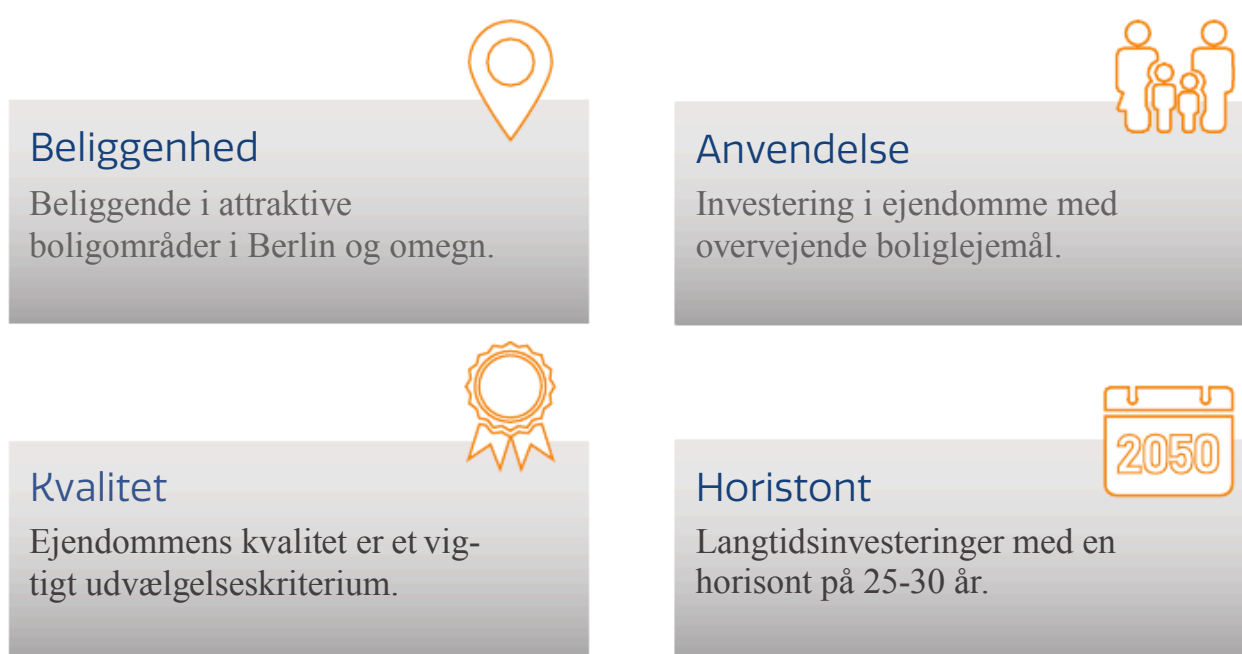 Beliggenhed
Beliggende i attraktive
boligområder i Berlin og omegn.
Anvendelse
Investering i ejendomme med
overvejende boliglejemål.
Kvalitet
Ejendommens kvalitet er et vig-
tigt udvælgelseskriterium.
2050
Horistont
Langtidsinvesteringer med en
horisont på 25-30 år.